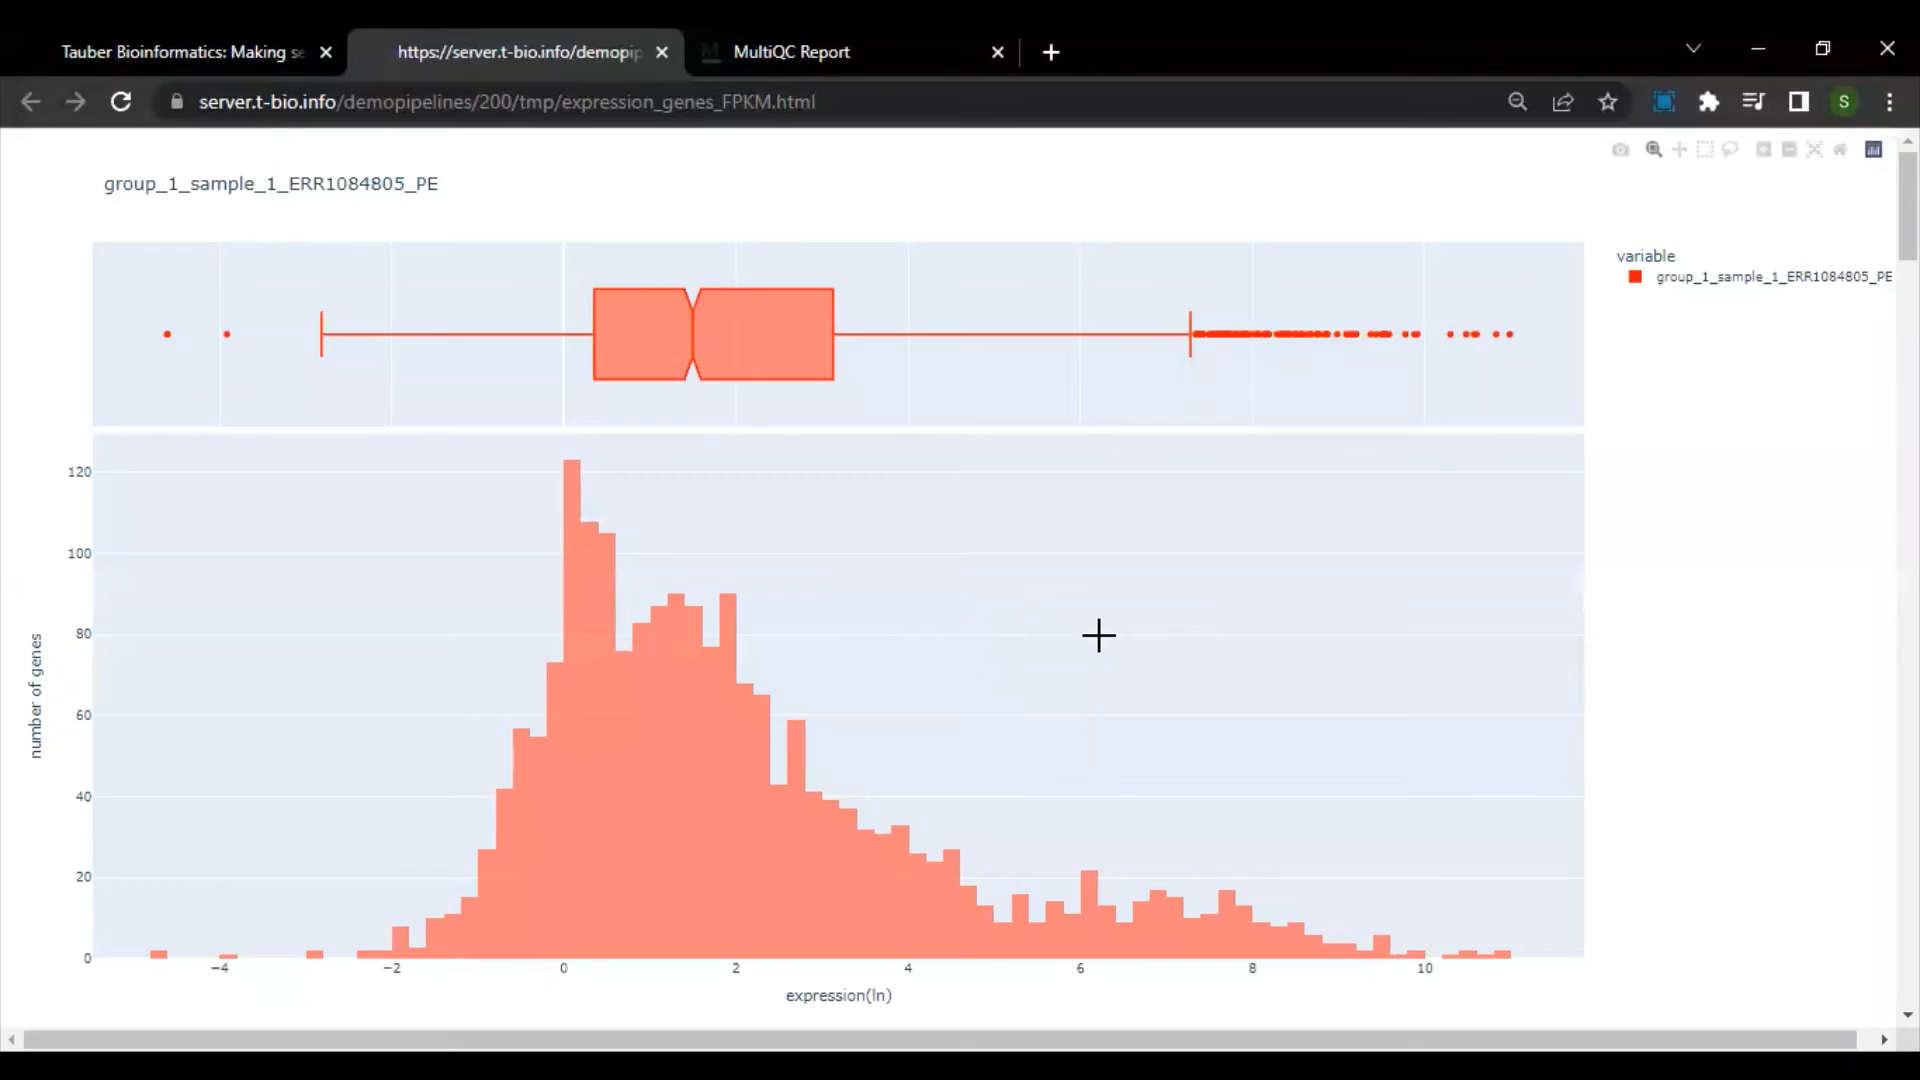 Tauber Bioinformatics: Making se
https://server.t-bio.info/demopip
MultiQC Report
server.t-bio.info/demopipelines/200/tmp/expression_genes_FPKM.html
S
group_1_sample_1_ERR1084805_PE
variable
group_1_sample_1_ERR1084805_PE
120
100
80
60
40
20
0
number of genes
−4
−2
0
2
4
6
8
10
expression(ln)